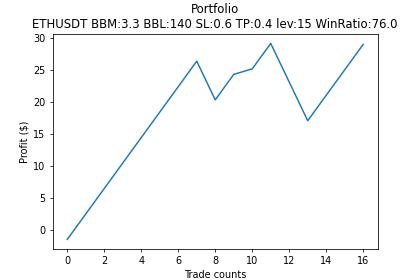 Portfolio
ETHUSDT BBM:3.3 BBL:140 SL:0.6 TP:0.4 lev:15 WinRatio:76.0
30
25
20
15
10
5
0
Profit ($)
0 2 4 6 8 10 12 14 16
Trade counts